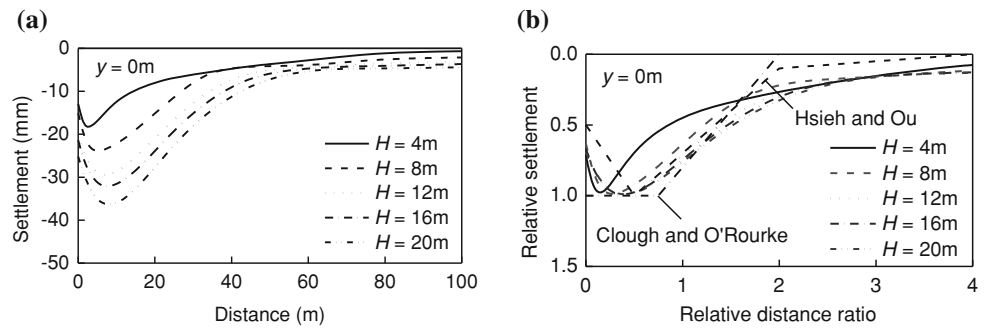 (a)
0
-10
-20
-30
-40
-50
Settlement (mm)
y = 0m
H = 4m
H = 8m
H = 12m
H = 16m
H = 20m
0 20 40 60 80 100
Distance (m)
(b)
0.0
0.5
1.0
1.5
Relative settlement
y = 0m
Hsieh and Ou
H = 4m
H = 8m
H = 12m
H = 16m
H = 20m
Clough and O'Rourke
0 1 2 3 4
Relative distance ratio